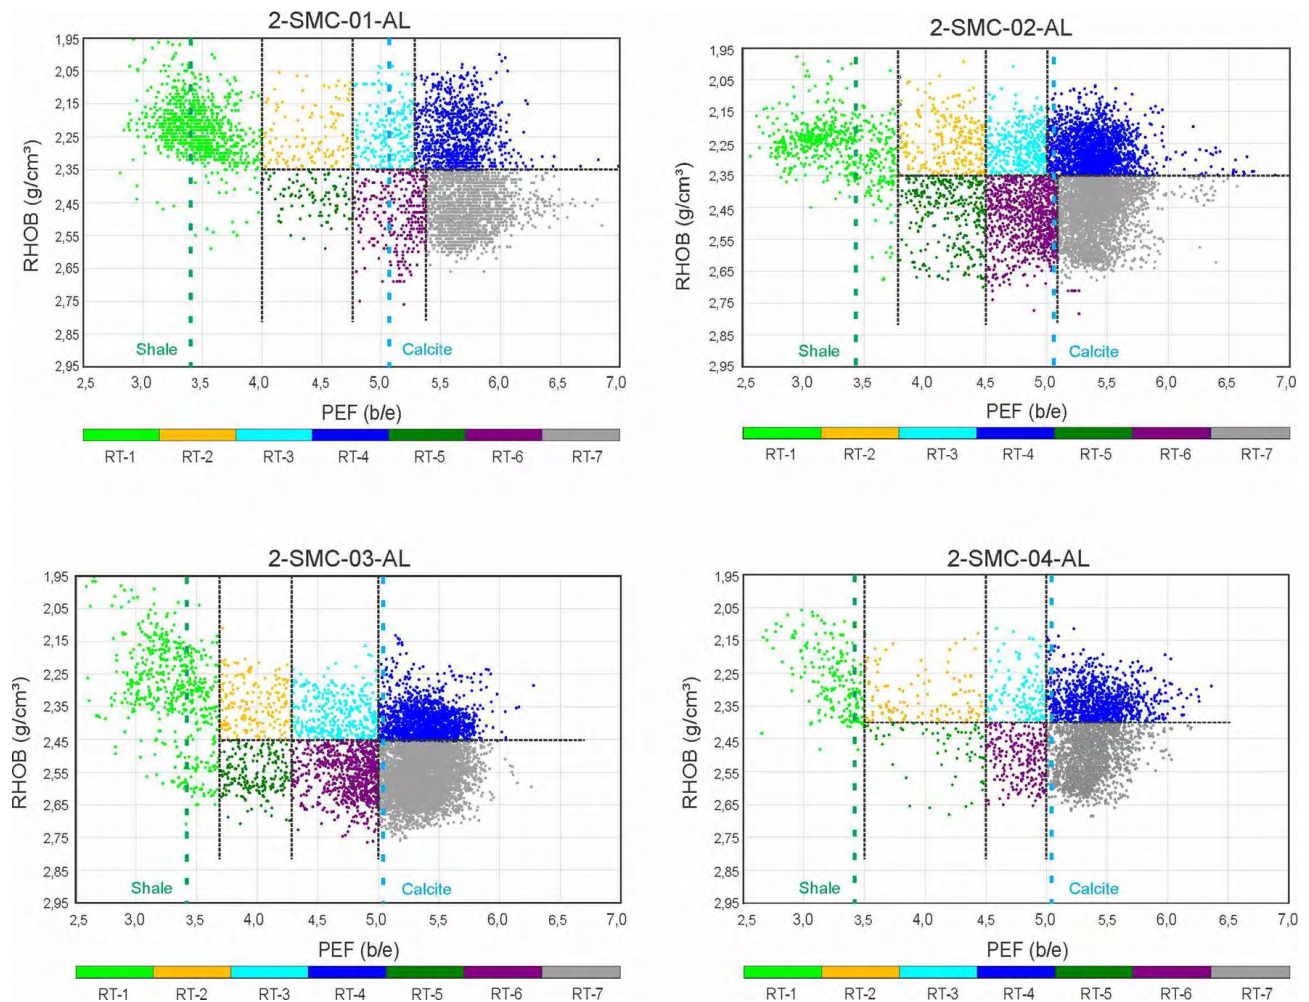 2-SMC-01-AL
1,95
2,05
2,15
2,25
2,35
2,45
2,55
2,65
2,75
2,85
2,95
RHOB (g/cm³)
Shale
Calcite
2,5 3,0 3,5 4,0 4,5 5,0 5,5 6,0 6,5 7,0
PEF (b/e)
RT-1 RT-2 RT-3 RT-4 RT-5 RT-6 RT-7
2-SMC-02-AL
1,95
2,05
2,15
2,25
2,35
2,45
2,55
2,65
2,75
2,85
2,95
RHOB (g/cm³)
Shale
Calcite
2,5 3,0 3,5 4,0 4,5 5,0 5,5 6,0 6,5 7,0
PEF (b/e)
RT-1 RT-2 RT-3 RT-4 RT-5 RT-6 RT-7
2-SMC-03-AL
1,95
2,05
2,15
2,25
2,35
2,45
2,55
2,65
2,75
2,85
2,95
RHOB (g/cm³)
Shale
Calcite
2,5 3,0 3,5 4,0 4,5 5,0 5,5 6,0 6,5 7,0
PEF (b/e)
RT-1 RT-2 RT-3 RT-4 RT-5 RT-6 RT-7
2-SMC-04-AL
1,95
2,05
2,15
2,25
2,35
2,45
2,55
2,65
2,75
2,85
2,95
RHOB (g/cm³)
Shale
Calcite
2,5 3,0 3,5 4,0 4,5 5,0 5,5 6,0 6,5 7,0
PEF (b/e)
RT-1 RT-2 RT-3 RT-4 RT-5 RT-6 RT-7